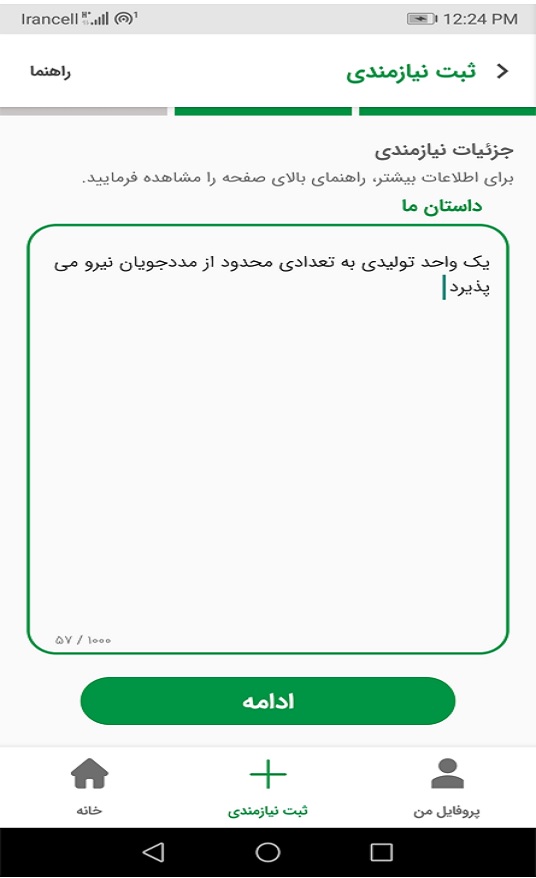 Irancell 12:24 PM
ثبت نیازمندی
راهنما
جزئیات نیازمندی
برای اطلاعات بیشتر، راهنمای بالای صفحه را مشاهده فرمایید.
داستان ما
یک واحد تولیدی به تعدادی محدود از مددجویان نیرو می
پذیرد
۵۷ / ۱۰۰۰
ادامه
پروفایل من
ثبت نیازمندی
خانه